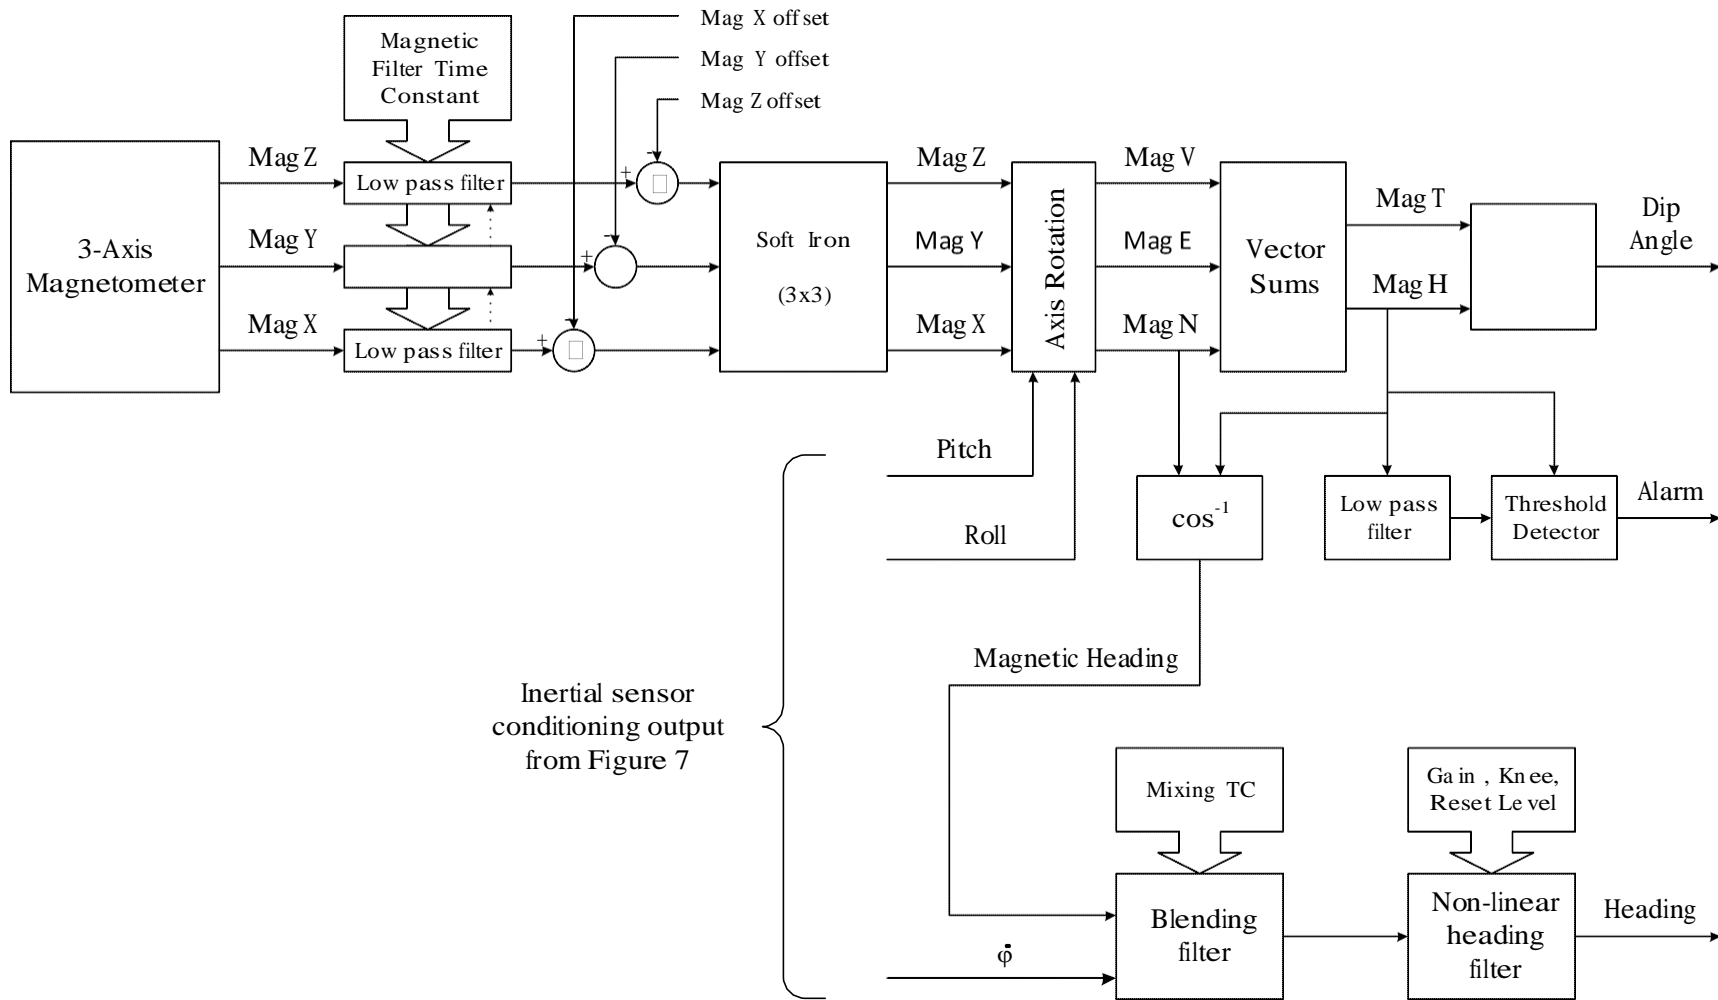 Magnetic
Filter Time
Constant
Mag X offset
Mag Y offset
Mag Z offset
3-Axis
Magnetometer
Mag Z
Mag Y
Mag X
Low pass filter
Low pass filter
+
-
+
-
+
-
Soft Iron
(3x3)
Mag Z
Mag Y
Mag X
Axis Rotation
Mag V
Mag E
Mag N
Vector
Sums
Mag T
Mag H
Dip
Angle
Pitch
Roll
cos-1
Low pass
filter
Threshold
Detector
Alarm
Magnetic Heading
Inertial sensor
conditioning output
from Figure 7
Mixing TC
Gain , Knee,
Reset Level
Blending
filter
Non-linear
heading
filter
Heading
φ̇